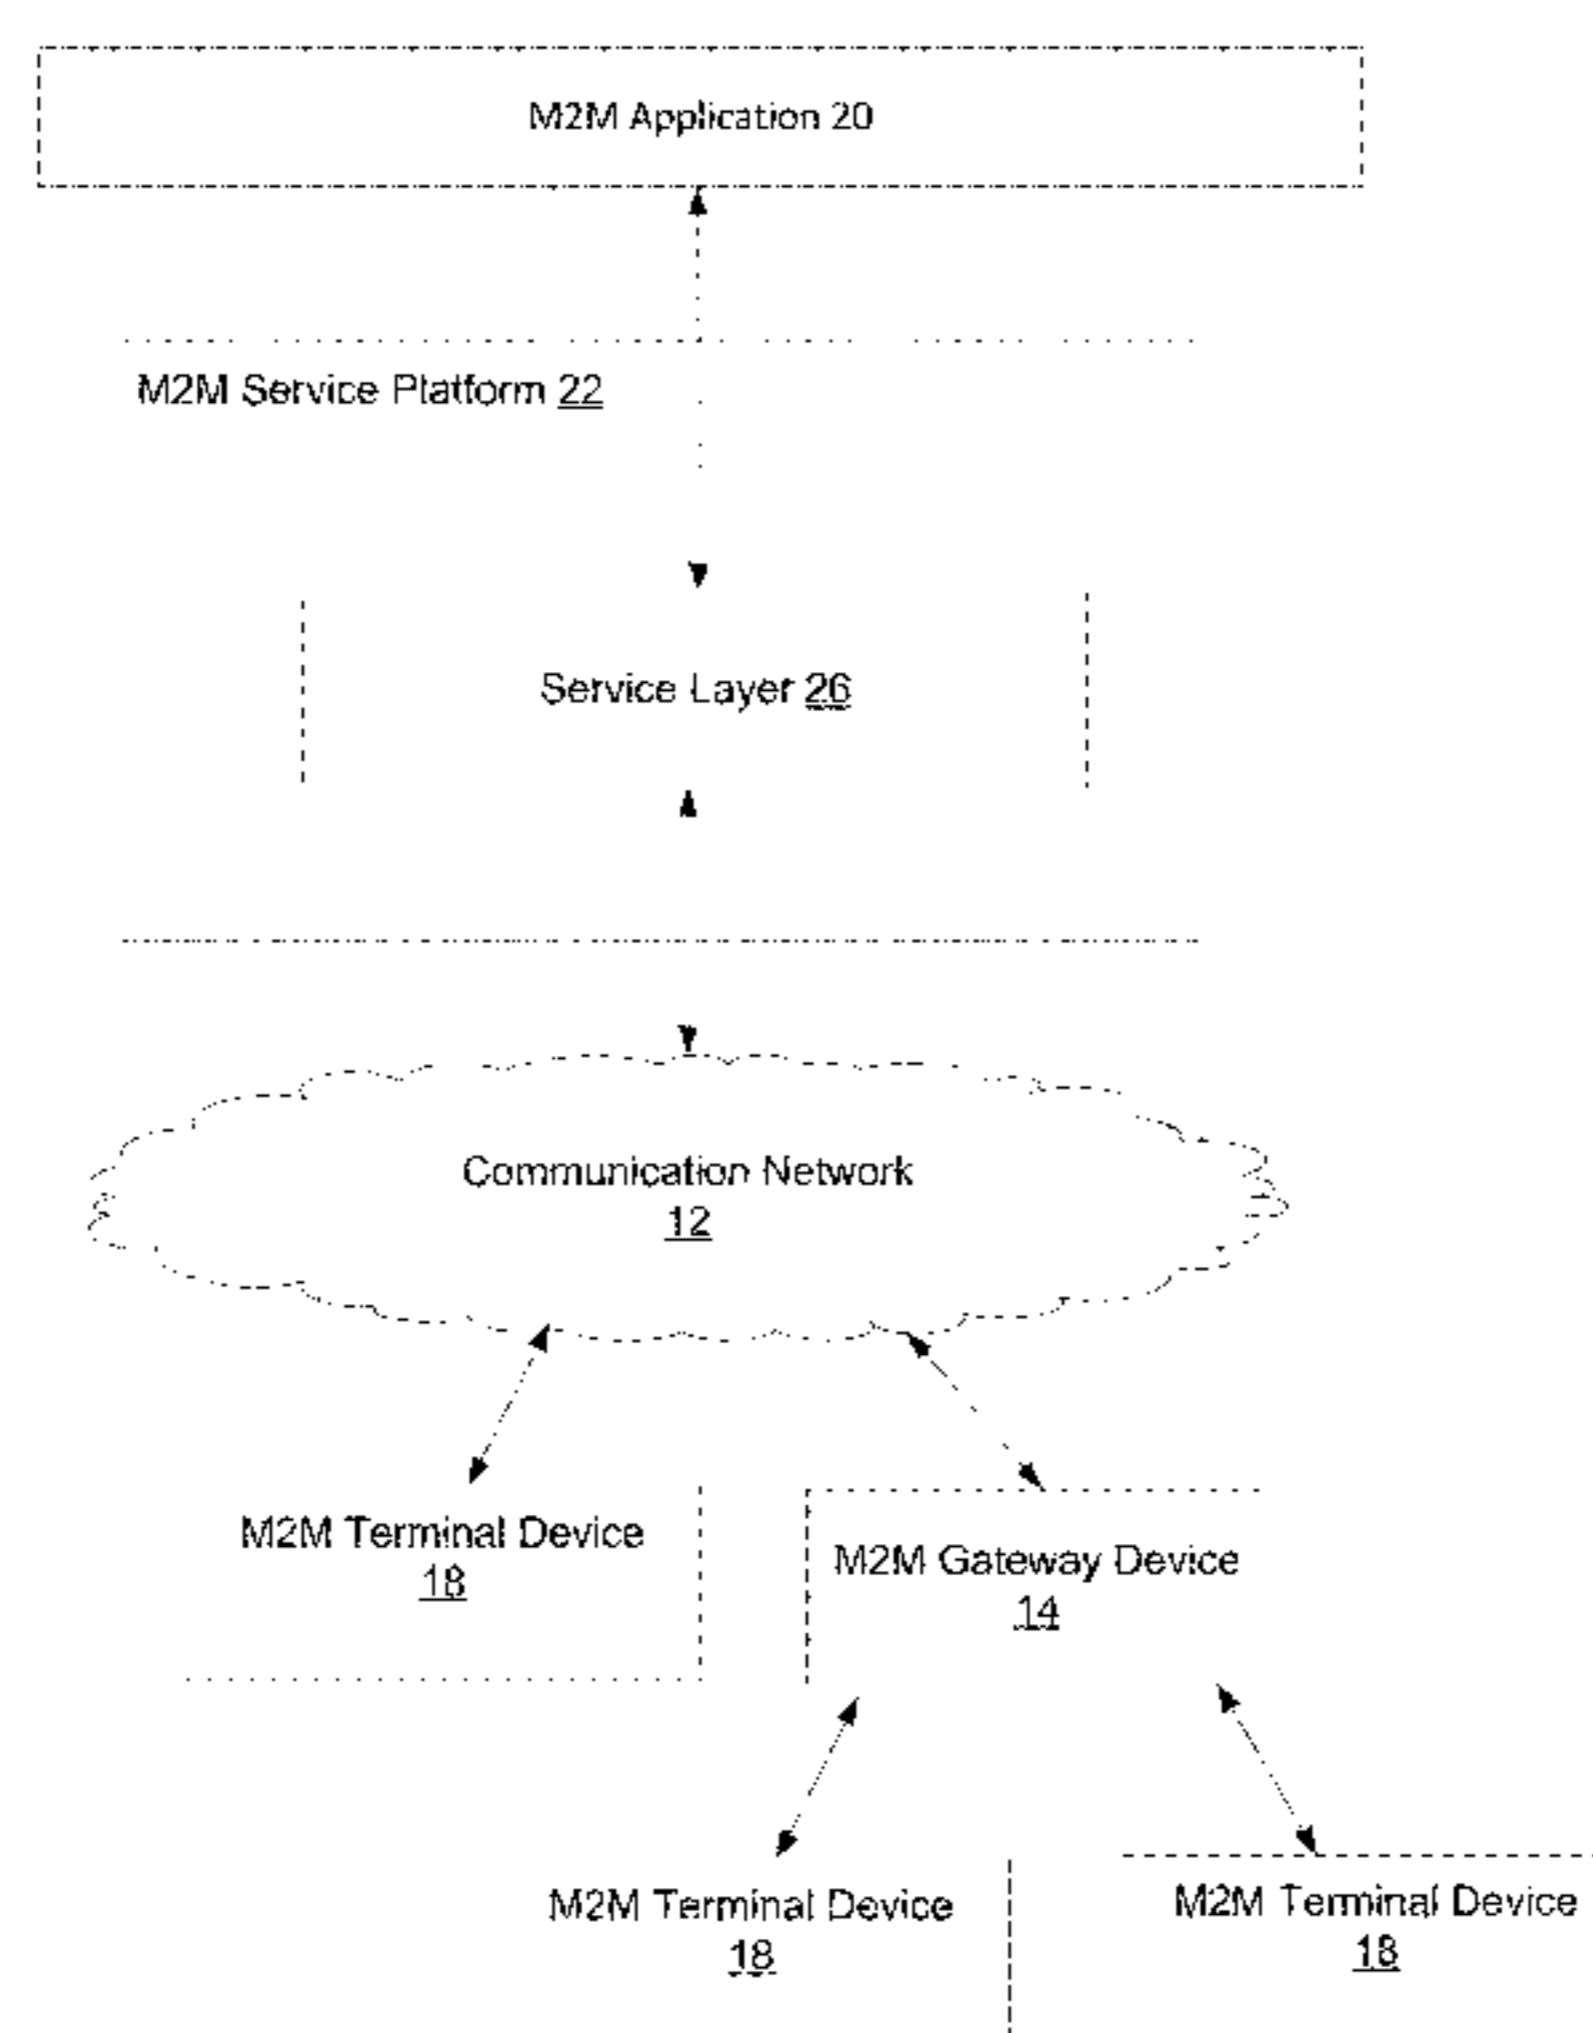 M2M Application 20
M2M Service Platform 22
Service Layer 26
Communication Network
12
M2M Terminal Device
18
M2M Gateway Device
14
M2M Terminal Device
18
M2M Terminal Device
18